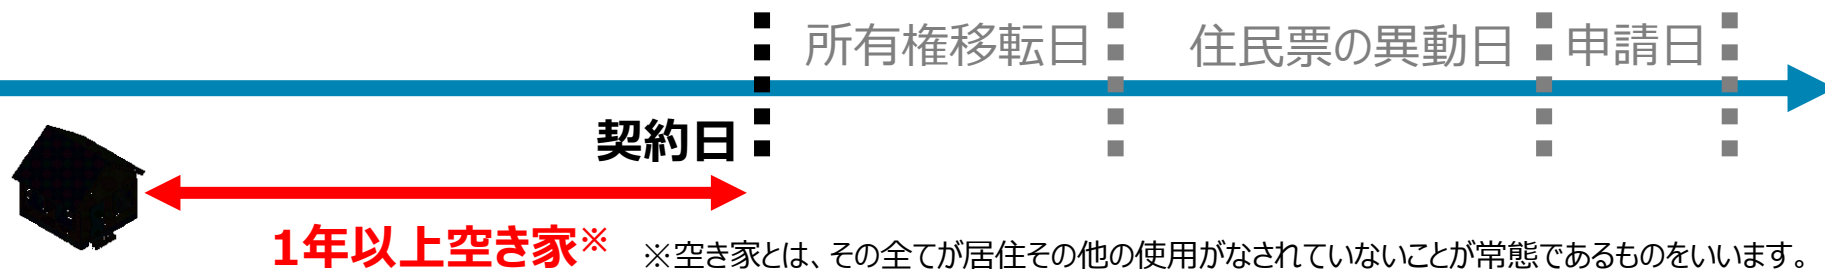 所有権移転日
住民票の異動日
申請日
契約日
1年以上空き家※
※空き家とは、その全てが居住その他の使用がなされていないことが常態であるものをいいます。